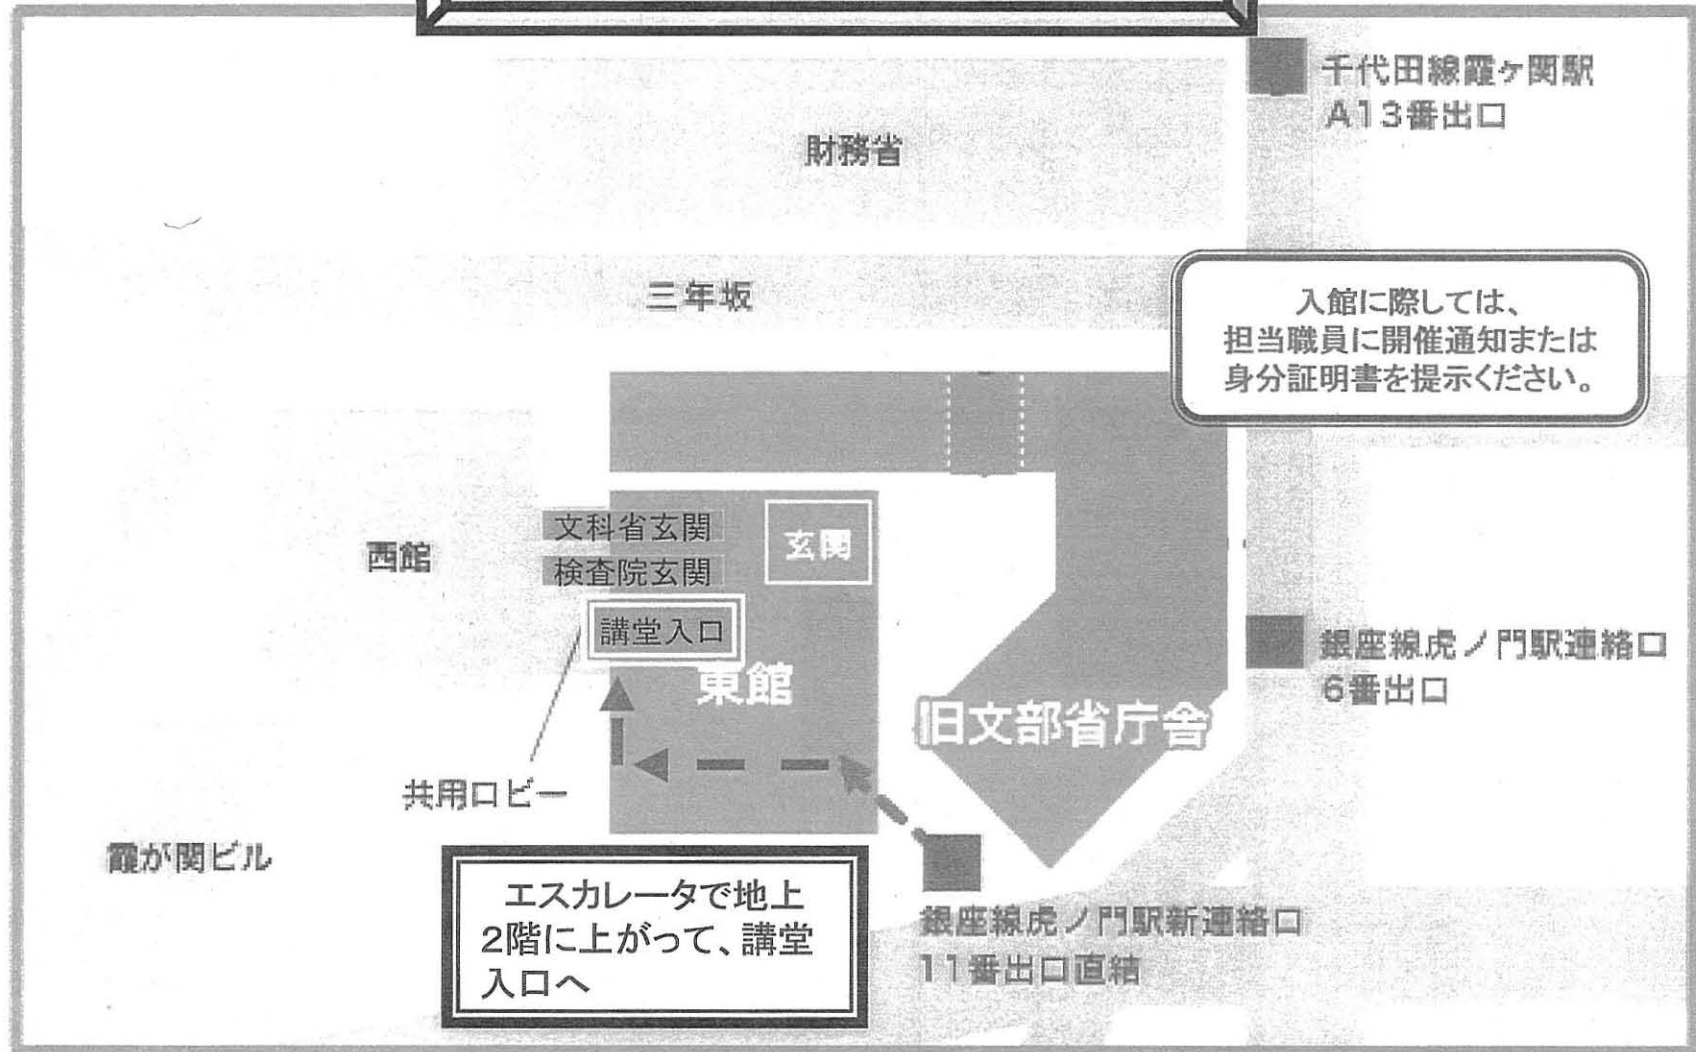 千代田線霞ヶ関駅
A13番出口
財務省
三年坂
入館に際しては、
担当職員に開催通知または
身分証明書を提示ください。
文科省玄関
玄関
西館
検査院玄関
講堂入口
銀座線虎ノ門駅連絡口
6番出口
東館
旧文部省庁舎
共用ロビー
霞が関ビル
エスカレータで地上
2階に上がって、講堂
入口へ
銀座線虎ノ門駅新連絡口
11番出口直結